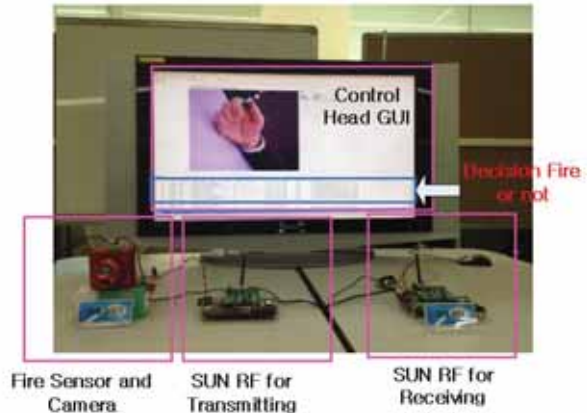 Control
Head GUI
Decision Fire
or not
Fire Sensor and
Camera
SUN RF for
Transmitting
SUN RF for
Receiving